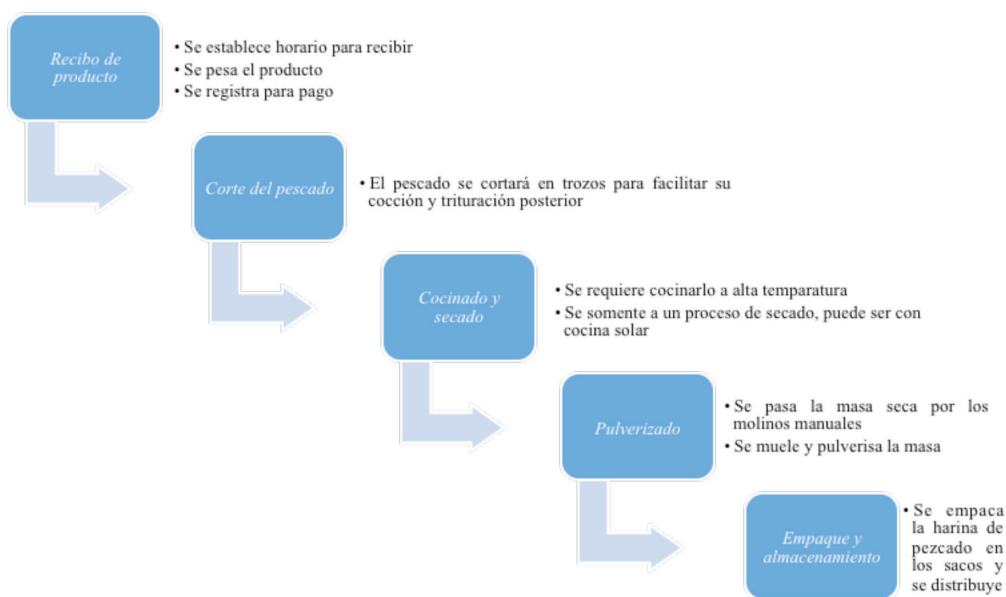 Recibo de
producto
• Se establece horario para recibir
• Se pesa el producto
• Se registra para pago
Corte del pescado
• El pescado se cortará en trozos para facilitar su
cocción y trituración posterior
Cocinado y
secado
• Se requiere cocinarlo a alta temparatura
• Se somente a un proceso de secado, puede ser con
cocina solar
Pulverizado
• Se pasa la masa seca por los
molinos manuales
• Se muele y pulverisa la masa
Empaque y
almacenamiento
• Se empaca
la harina de
pezcado en
los sacos y
se distribuye